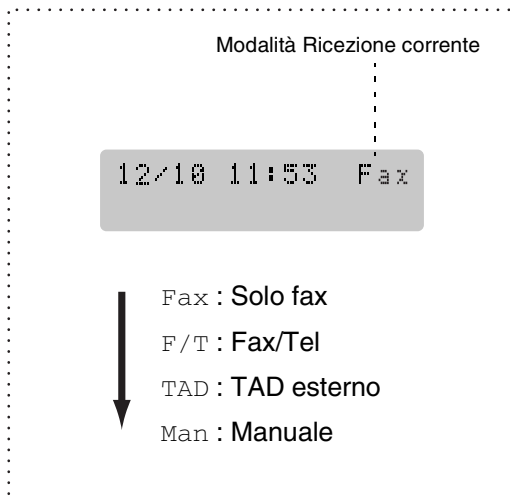 Modalità Ricezione corrente
12/10 11:53 Fax
Fax : Solo fax
F/T : Fax/Tel
TAD : TAD esterno
Man : Manuale